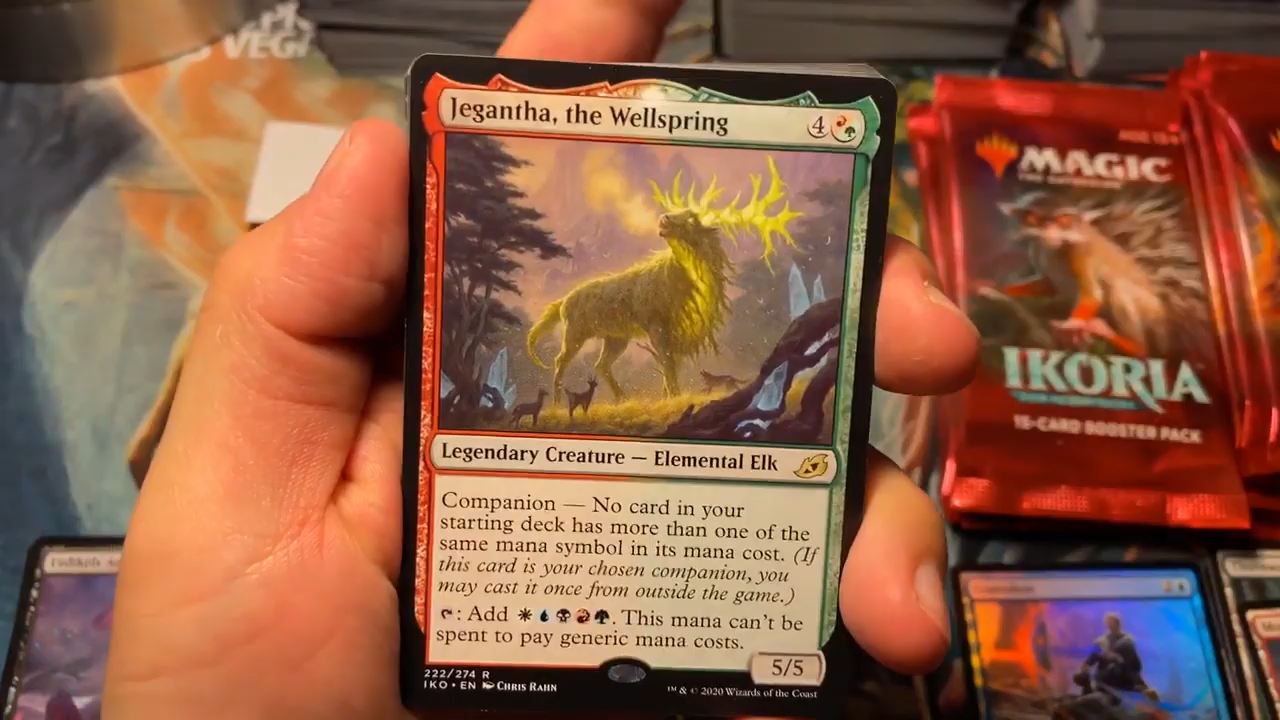 VEGI
Jegantha, the Wellspring 4
Legendary Creature — Elemental Elk
Companion — No card in your
starting deck has more than one of the
same mana symbol in its mana cost. (If
this card is your chosen companion, you
may cast it once from outside the game.)
: Add . This mana can't be
spent to pay generic mana costs.
5/5
222/274 R
IKO • EN Chris Rahn
™ & © 2020 Wizards of the Coast
MAGIC
IKORIA
15-CARD BOOSTER PACK